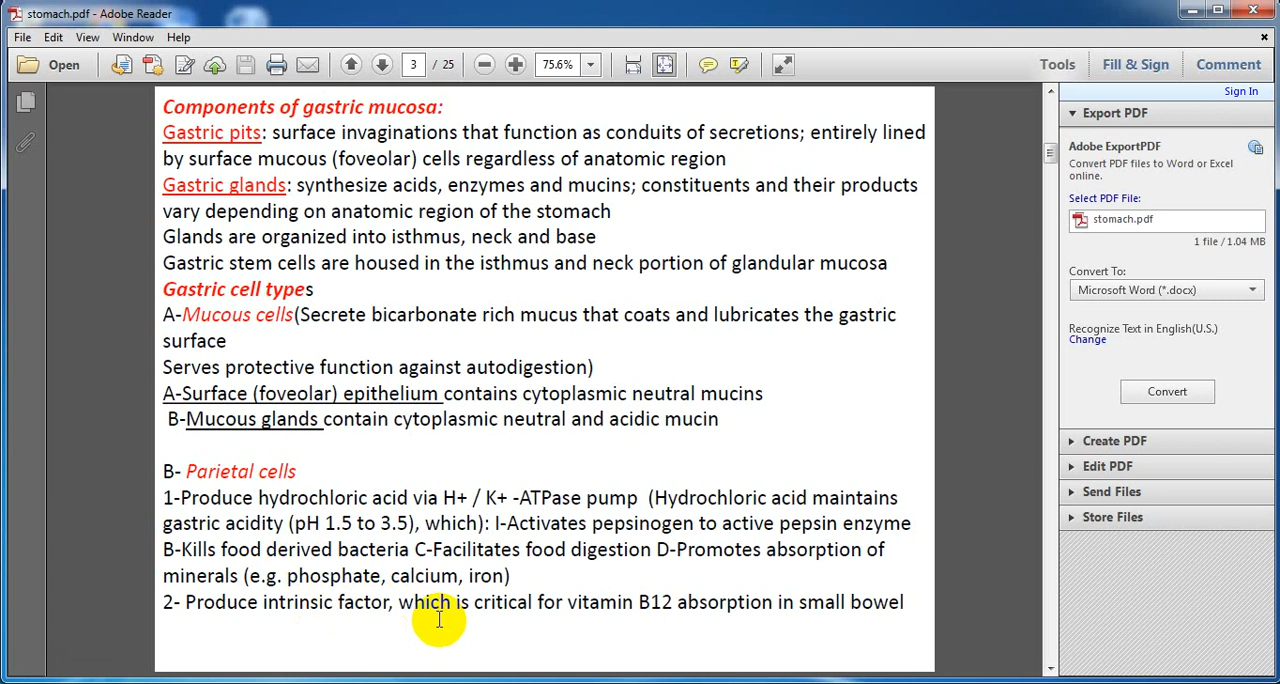 stomach.pdf - Adobe Reader
File Edit View Window Help
Open 3 / 25 75.6% Tools Fill & Sign Comment
Sign In
Components of gastric mucosa:
Gastric pits: surface invaginations that function as conduits of secretions; entirely lined
by surface mucous (foveolar) cells regardless of anatomic region
Gastric glands: synthesize acids, enzymes and mucins; constituents and their products
vary depending on anatomic region of the stomach
Glands are organized into isthmus, neck and base
Gastric stem cells are housed in the isthmus and neck portion of glandular mucosa
Gastric cell types
A-Mucous cells(Secrete bicarbonate rich mucus that coats and lubricates the gastric
surface
Serves protective function against autodigestion)
A-Surface (foveolar) epithelium contains cytoplasmic neutral mucins
B-Mucous glands contain cytoplasmic neutral and acidic mucin
B- Parietal cells
1-Produce hydrochloric acid via H+ / K+ -ATPase pump (Hydrochloric acid maintains
gastric acidity (pH 1.5 to 3.5), which): I-Activates pepsinogen to active pepsin enzyme
B-Kills food derived bacteria C-Facilitates food digestion D-Promotes absorption of
minerals (e.g. phosphate, calcium, iron)
2- Produce intrinsic factor, which is critical for vitamin B12 absorption in small bowel
Export PDF
Adobe ExportPDF
Convert PDF files to Word or Excel
online.
Select PDF File:
stomach.pdf
1 file / 1.04 MB
Convert To:
Microsoft Word (*.docx)
Recognize Text in English(U.S.)
Change
Convert
Create PDF
Edit PDF
Send Files
Store Files